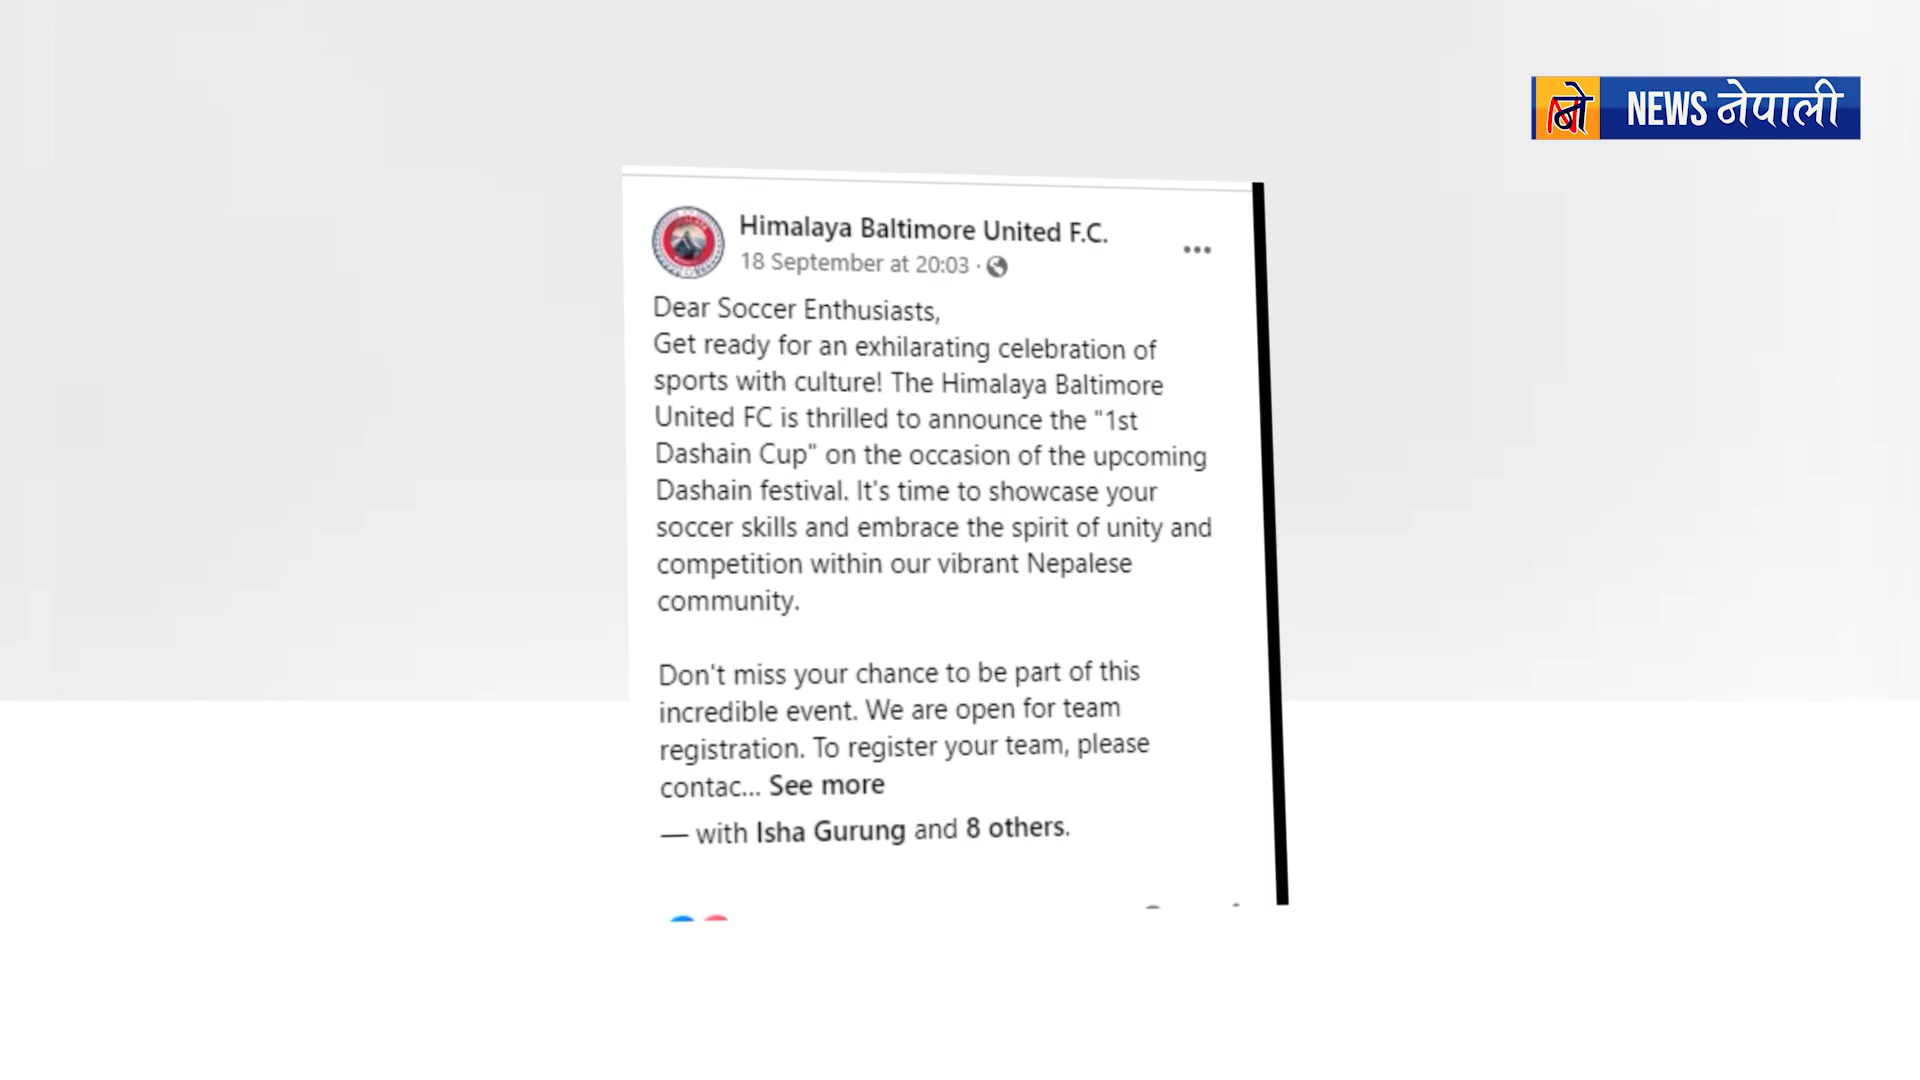 NEWS नेपाली
Himalaya Baltimore United F.C.
18 September at 20:03 ·
Dear Soccer Enthusiasts,
Get ready for an exhilarating celebration of
sports with culture! The Himalaya Baltimore
United FC is thrilled to announce the "1st
Dashain Cup" on the occasion of the upcoming
Dashain festival. It's time to showcase your
soccer skills and embrace the spirit of unity and
competition within our vibrant Nepalese
community.
Don't miss your chance to be part of this
incredible event. We are open for team
registration. To register your team, please
contac... See more
— with Isha Gurung and 8 others.